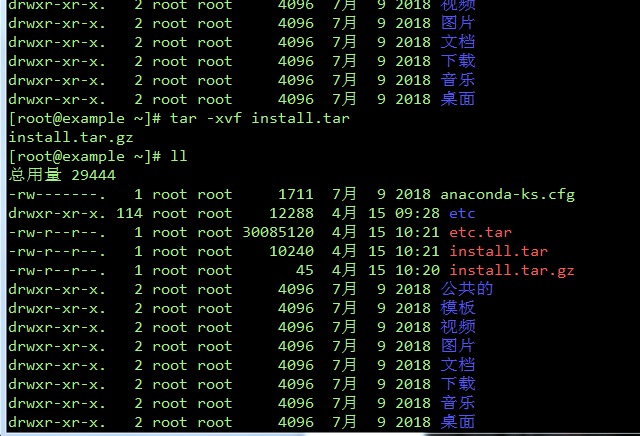 drwxr-xr-x.   2 root root     4096  7月   9 2018 视频
drwxr-xr-x.   2 root root     4096  7月   9 2018 图片
drwxr-xr-x.   2 root root     4096  7月   9 2018 文档
drwxr-xr-x.   2 root root     4096  7月   9 2018 下载
drwxr-xr-x.   2 root root     4096  7月   9 2018 音乐
drwxr-xr-x.   2 root root     4096  7月   9 2018 桌面
[root@example ~]# tar -xvf install.tar
install.tar.gz
[root@example ~]# ll
总用量 29444
-rw-------.   1 root root     1711  7月   9 2018 anaconda-ks.cfg
drwxr-xr-x. 114 root root    12288  4月  15 09:28 etc
-rw-r--r--.   1 root root 30085120  4月  15 10:21 etc.tar
-rw-r--r--.   1 root root    10240  4月  15 10:21 install.tar
-rw-r--r--.   1 root root       45  4月  15 10:20 install.tar.gz
drwxr-xr-x.   2 root root     4096  7月   9 2018 公共的
drwxr-xr-x.   2 root root     4096  7月   9 2018 模板
drwxr-xr-x.   2 root root     4096  7月   9 2018 视频
drwxr-xr-x.   2 root root     4096  7月   9 2018 图片
drwxr-xr-x.   2 root root     4096  7月   9 2018 文档
drwxr-xr-x.   2 root root     4096  7月   9 2018 下载
drwxr-xr-x.   2 root root     4096  7月   9 2018 音乐
drwxr-xr-x.   2 root root     4096  7月   9 2018 桌面